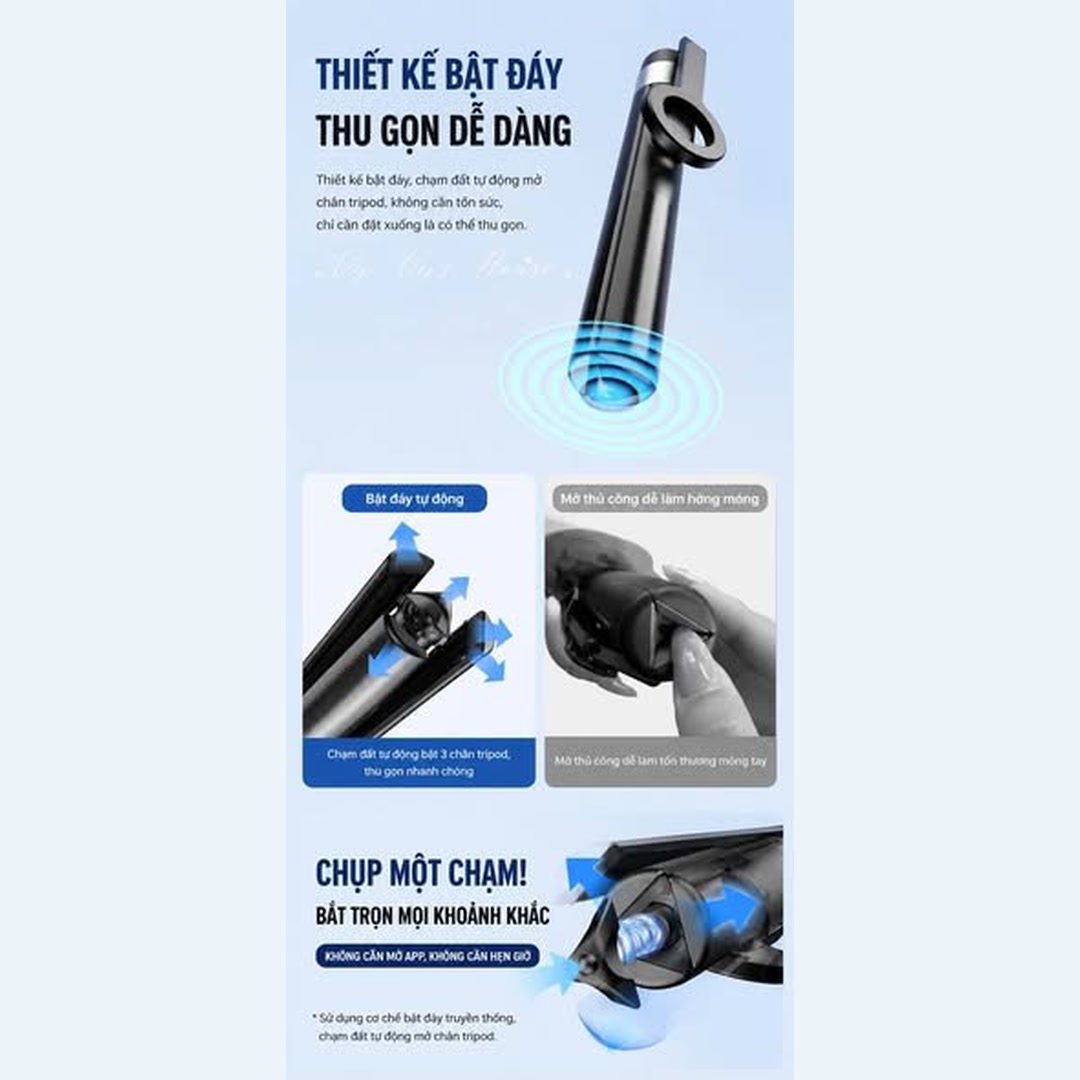 THIẾT KẾ BẬT ĐÁY
THU GỌN DỄ DÀNG
Thiết kế bật đáy, chạm đất tự động mở
chân tripod, không cần tốn sức,
chỉ cần đặt xuống là có thể thu gọn.
Bật đáy tự động
Mở thủ công dễ làm hỏng móng
Chạm đất tự động bật 3 chân tripod,
thu gọn nhanh chóng
Mở thủ công dễ làm tổn thương móng tay
CHỤP MỘT CHẠM!
BẮT TRỌN MỌI KHOẢNH KHẮC
KHÔNG CẦN MỞ APP, KHÔNG CẦN HẸN GIỜ
* Sử dụng cơ chế bật đáy truyền thống,
chạm đất tự động mở chân tripod.